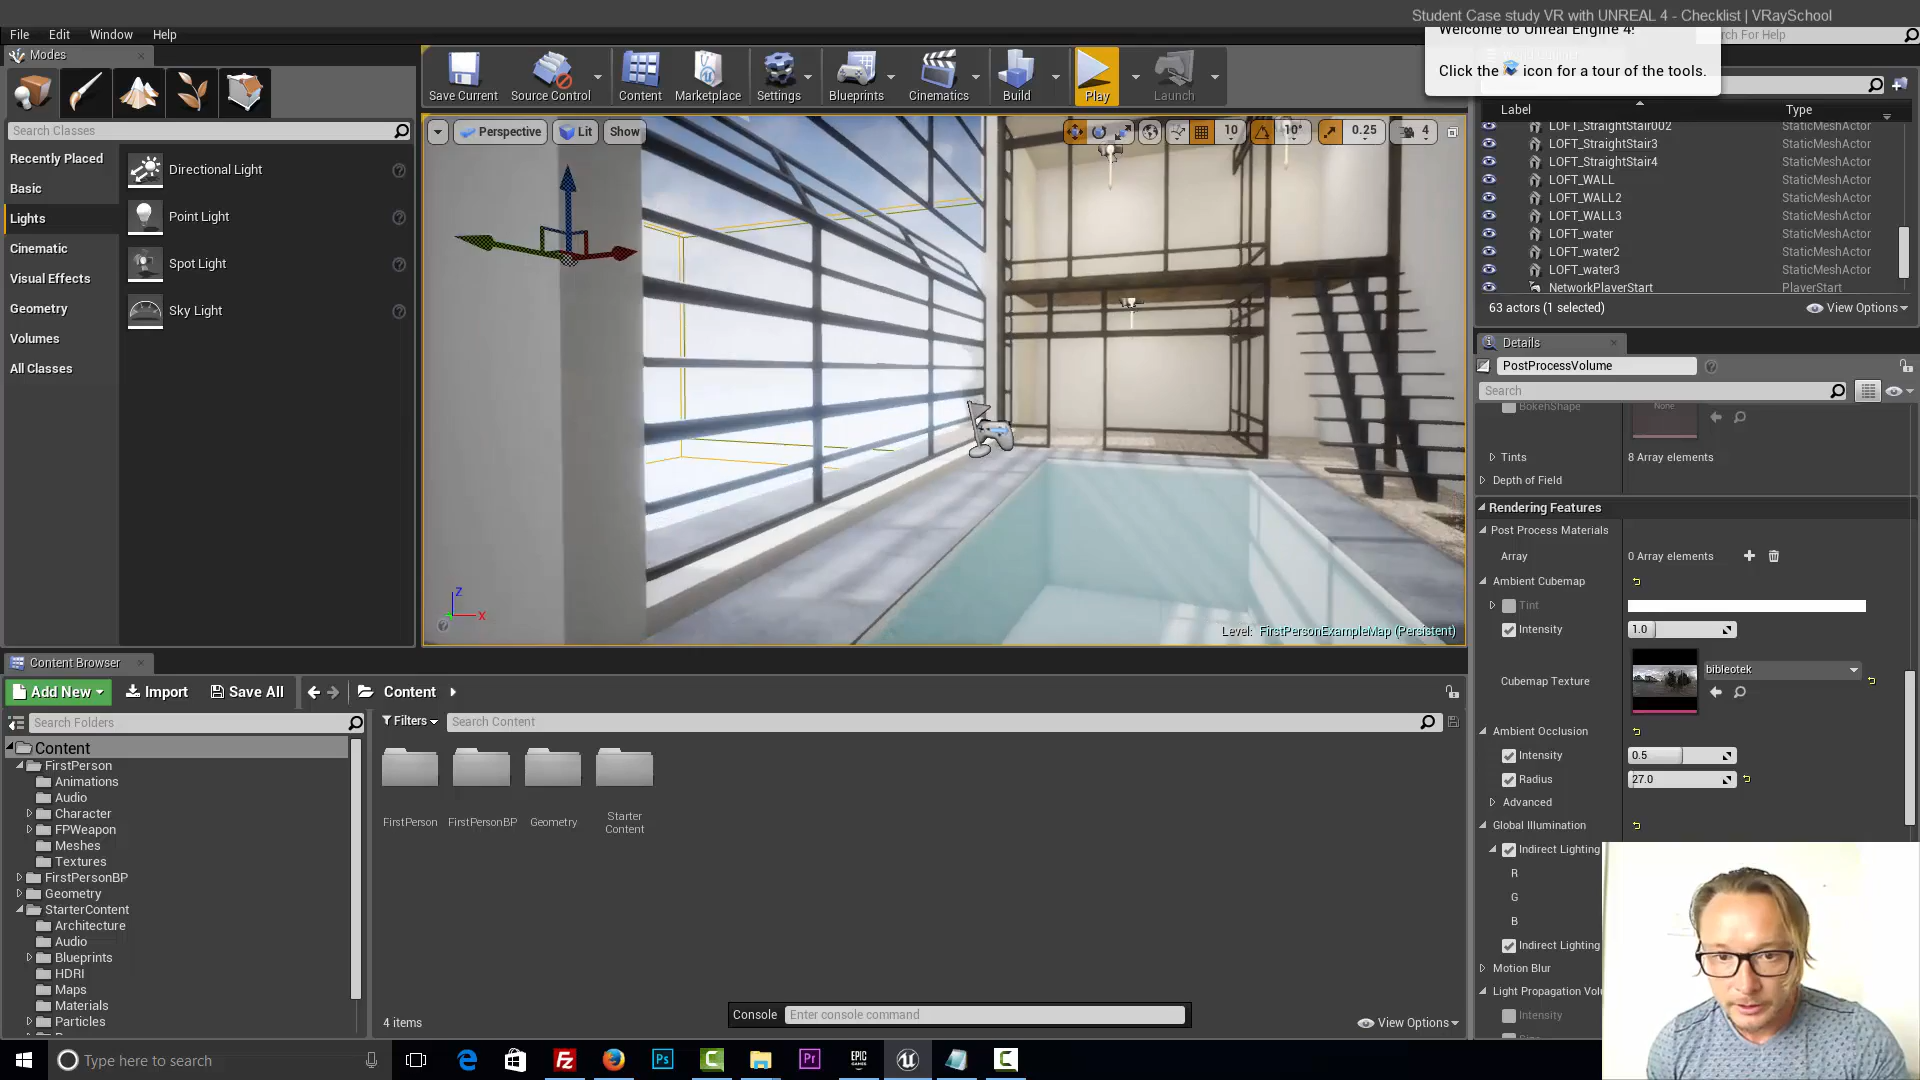 Student Case study VR with UNREAL 4 - Checklist | VRaySchool
File Edit Window Help
Welcome to Unreal Engine 4!
Click the icon for a tour of the tools.
Search For Help
Modes
Save Current
Source Control
Content
Marketplace
Settings
Blueprints
Cinematics
Build
Play
Launch
Search Classes
Recently Placed
Basic
Lights
Cinematic
Visual Effects
Geometry
Volumes
All Classes
Directional Light
Point Light
Spot Light
Sky Light
Perspective
Lit
Show
10
10°
0.25
4
Z
X
Level: FirstPersonExampleMap (Persistent)
Label Type
LOFT_StraightStair002 StaticMeshActor
LOFT_StraightStair3 StaticMeshActor
LOFT_StraightStair4 StaticMeshActor
LOFT_WALL StaticMeshActor
LOFT_WALL2 StaticMeshActor
LOFT_WALL3 StaticMeshActor
LOFT_water StaticMeshActor
LOFT_water2 StaticMeshActor
LOFT_water3 StaticMeshActor
NetworkPlayerStart PlayerStart
63 actors (1 selected)
View Options
Details
PostProcessVolume
Search
BokehShape
None
Tints 8 Array elements
Depth of Field
Rendering Features
Post Process Materials
Array 0 Array elements
Ambient Cubemap
Tint
Intensity 1.0
Cubemap Texture bibleotek
Ambient Occlusion
Intensity 0.5
Radius 27.0
Advanced
Global Illumination
Indirect Lighting
R
G
B
Indirect Lighting
Motion Blur
Light Propagation
Intensity
Content Browser
Add New
Import
Save All
Content
Search Folders
Filters
Search Content
Content
FirstPerson
Animations
Audio
Character
FPWeapon
Meshes
Textures
FirstPersonBP
Geometry
StarterContent
Architecture
Audio
Blueprints
HDRI
Maps
Materials
Particles
FirstPerson
FirstPersonBP
Geometry
Starter
Content
4 items
Console
Enter console command
View Options
Type here to search
Ps
Pr
EPIC
GAMES